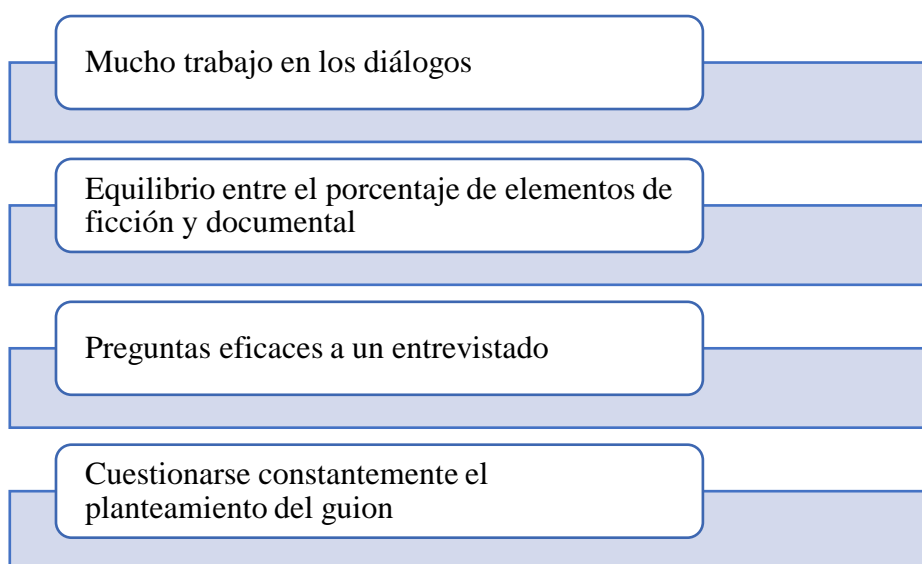 Mucho trabajo en los diálogos
Equilibrio entre el porcentaje de elementos de
ficción y documental
Preguntas eficaces a un entrevistado
Cuestionarse constantemente el
planteamiento del guion